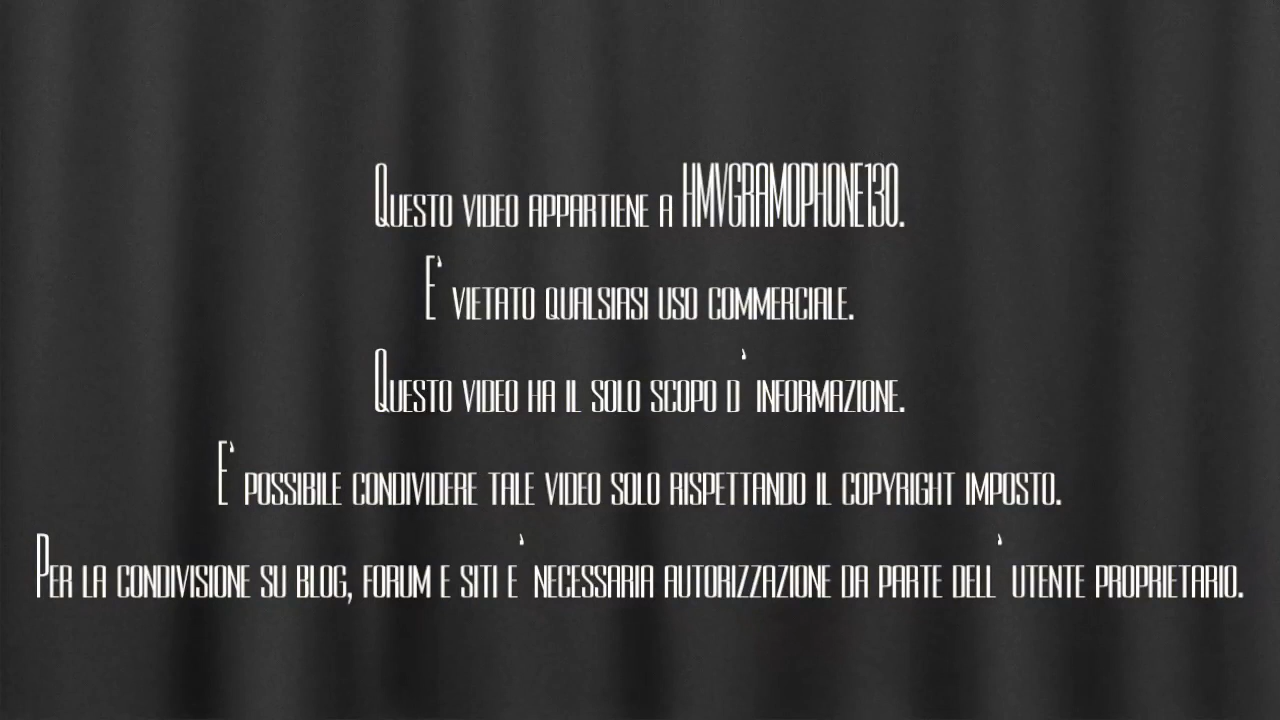 Questo video appartiene a HMVGRAMOPHONE130.
E' vietato qualsiasi uso commerciale.
Questo video ha il solo scopo d' informazione.
E' possibile condividere tale video solo rispettando il copyright imposto.
Per la condivisione su blog, forum e siti e' necessaria autorizzazione da parte dell' utente proprietario.